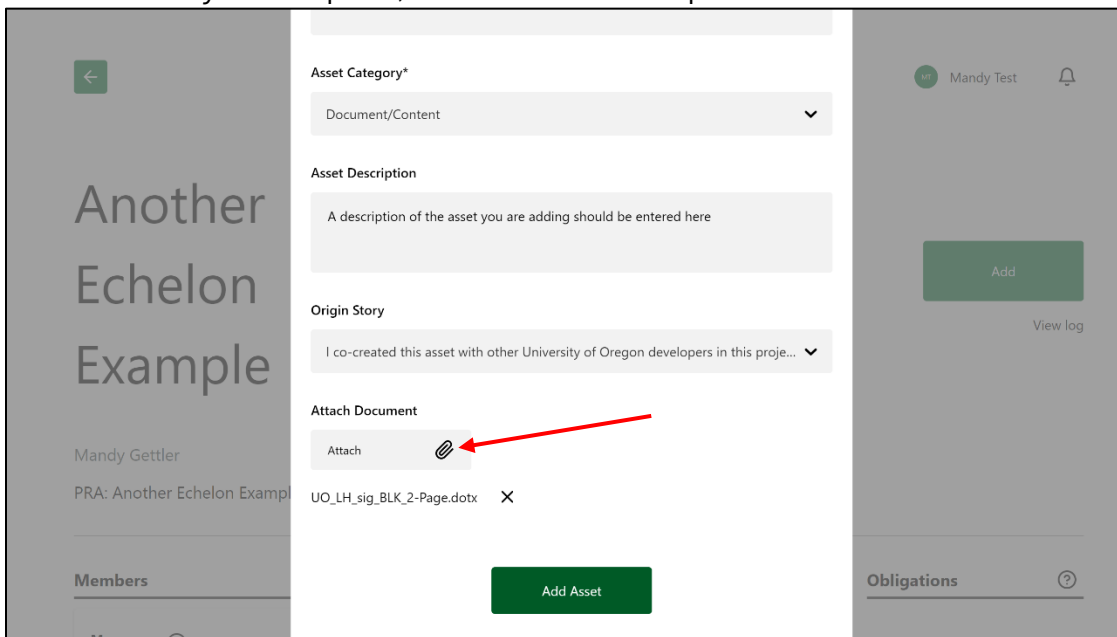 Asset Category*
MT Mandy Test
Document/Content
Asset Description
A description of the asset you are adding should be entered here
Another
Echelon
Example
Add
View log
Origin Story
I co-created this asset with other University of Oregon developers in this proje...
Attach Document
Attach
Mandy Gettler
PRA: Another Echelon Exampl
UO_LH_sig_BLK_2-Page.dotx
Add Asset
Members
Obligations